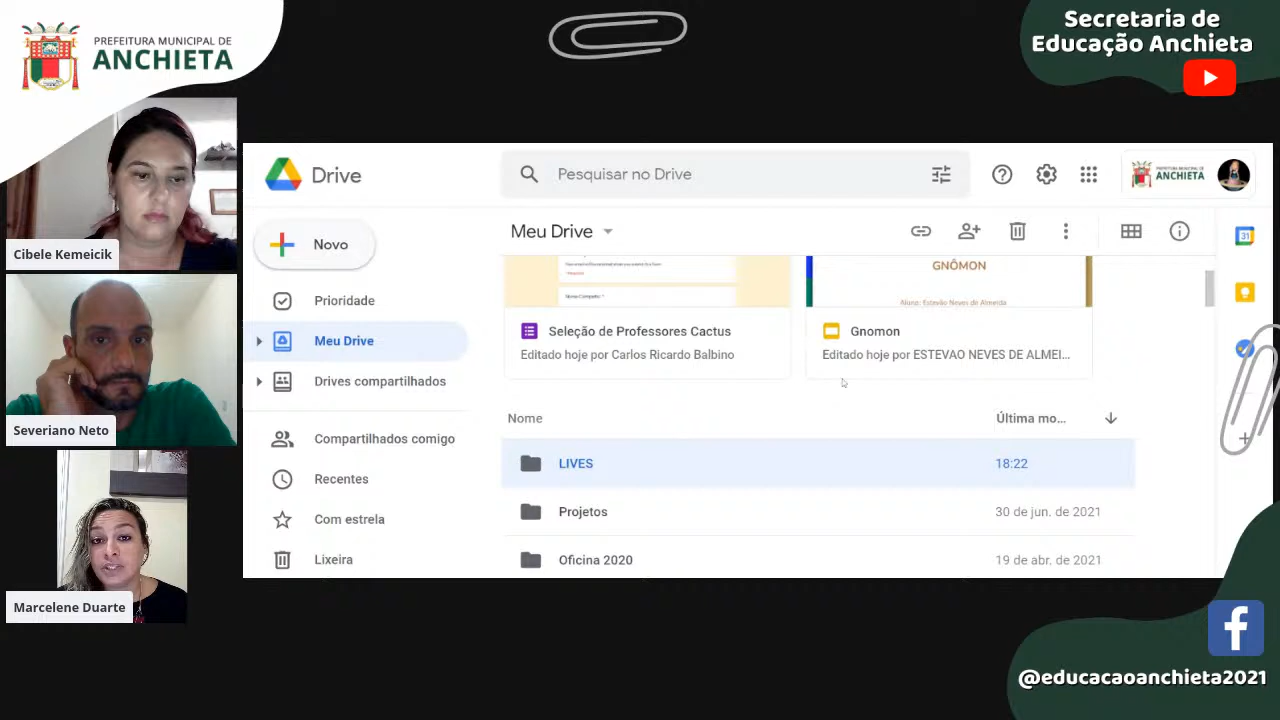 PREFEITURA MUNICIPAL DE
ANCHIETA
Secretaria de
Educação Anchieta
Cibele Kemeicik
Severiano Neto
Marcelene Duarte
Drive
Pesquisar no Drive
PREFEITURA MUNICIPAL DE
ANCHIETA
Novo
Prioridade
Meu Drive
Drives compartilhados
Compartilhados comigo
Recentes
Com estrela
Lixeira
Meu Drive
31
GNÔMON
Aluno: Estevão Neves de Almeida
Seleção de Professores Cactus
Editado hoje por Carlos Ricardo Balbino
Gnomon
Editado hoje por ESTEVAO NEVES DE ALMEI...
Nome
Última mo...
LIVES
18:22
Projetos
30 de jun. de 2021
Oficina 2020
19 de abr. de 2021
@educacaoanchieta2021